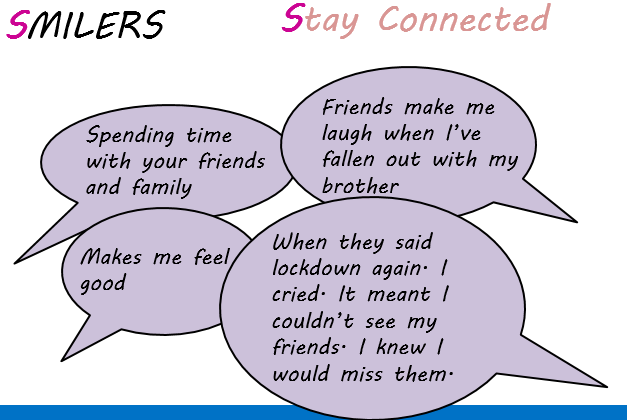 SMILERS
Stay Connected
Spending time
with your friends
and family
Friends make me
laugh when I've
fallen out with my
brother
Makes me feel
good
When they said
lockdown again. I
cried. It meant I
couldn't see my
friends. I knew I
would miss them.